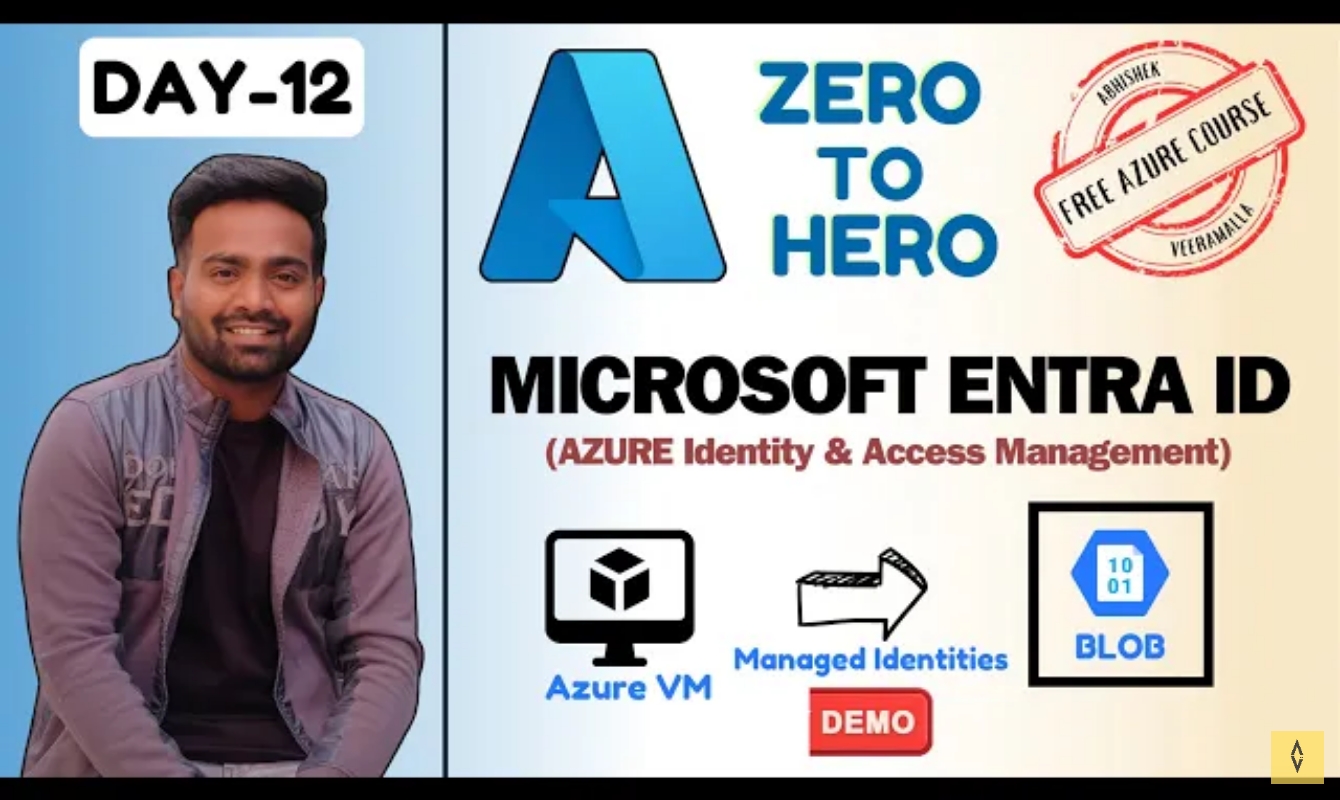 DAY-12
ZERO
TO
HERO
ABHISHEK
FREE AZURE COURSE
VEERAMALLA
MICROSOFT ENTRA ID
(AZURE Identity & Access Management)
10
01
BLOB
Managed Identities
Azure VM
DEMO